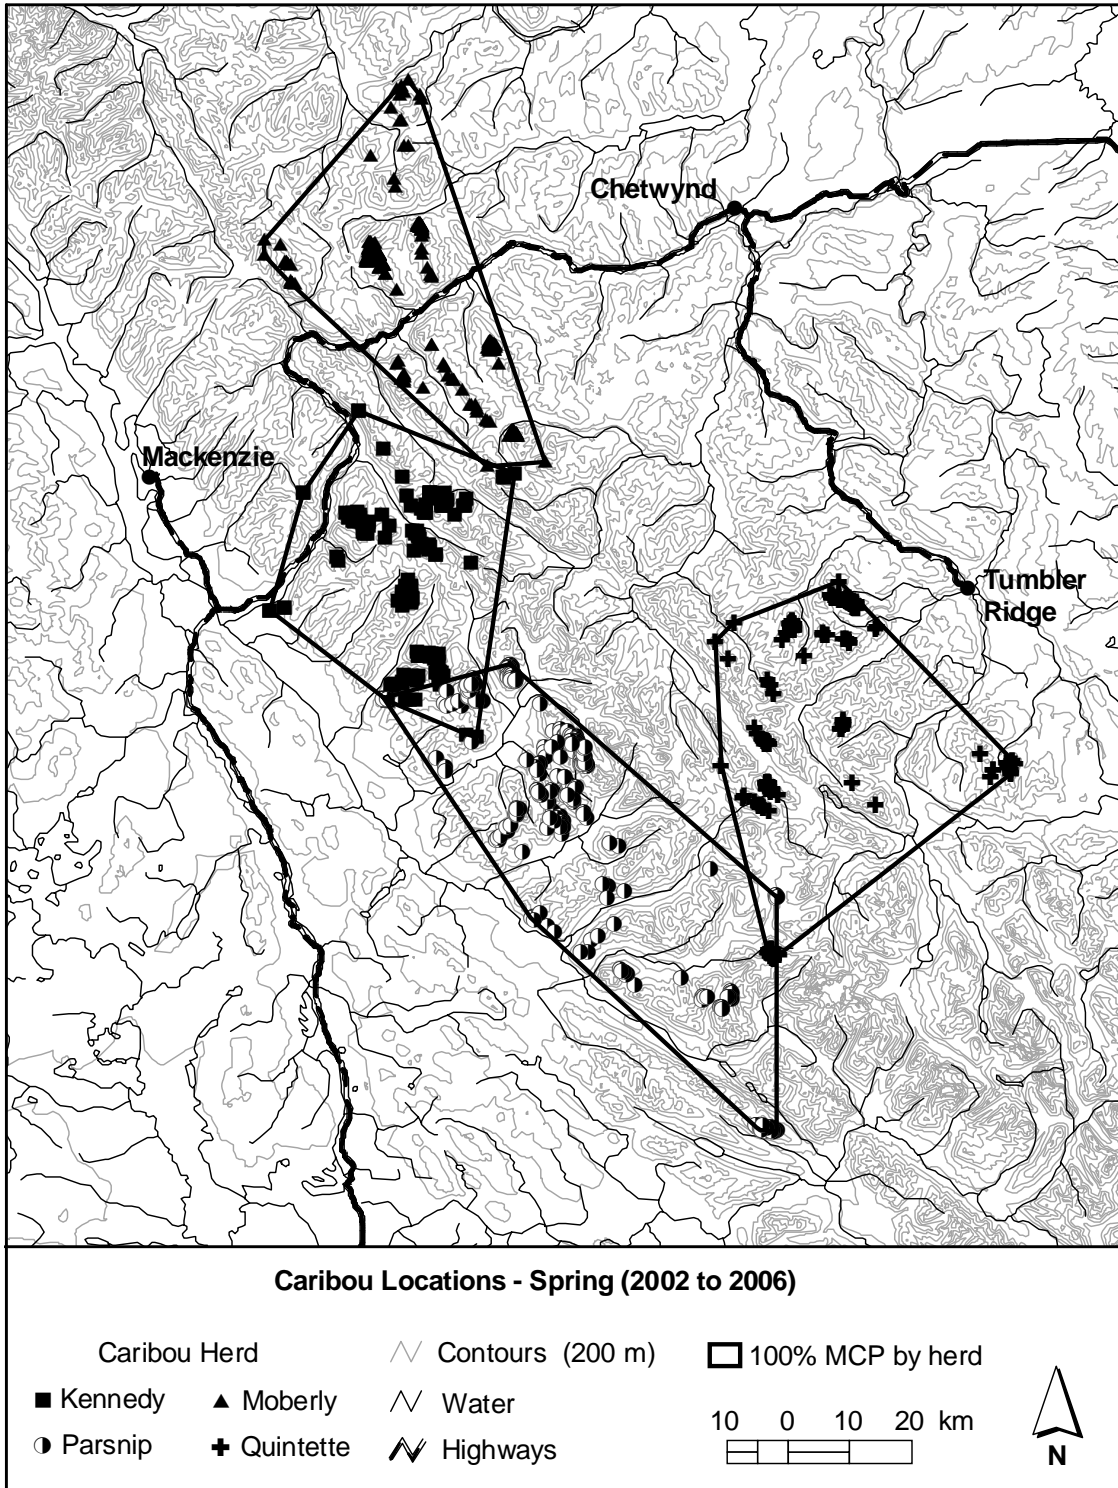 Chetwynd
Mackenzie
Tumbler
Ridge
Caribou Locations - Spring (2002 to 2006)
Caribou Herd
Contours (200 m)
100% MCP by herd
Kennedy
Moberly
Water
Parsnip
Quintette
Highways
10 0 10 20 km
N